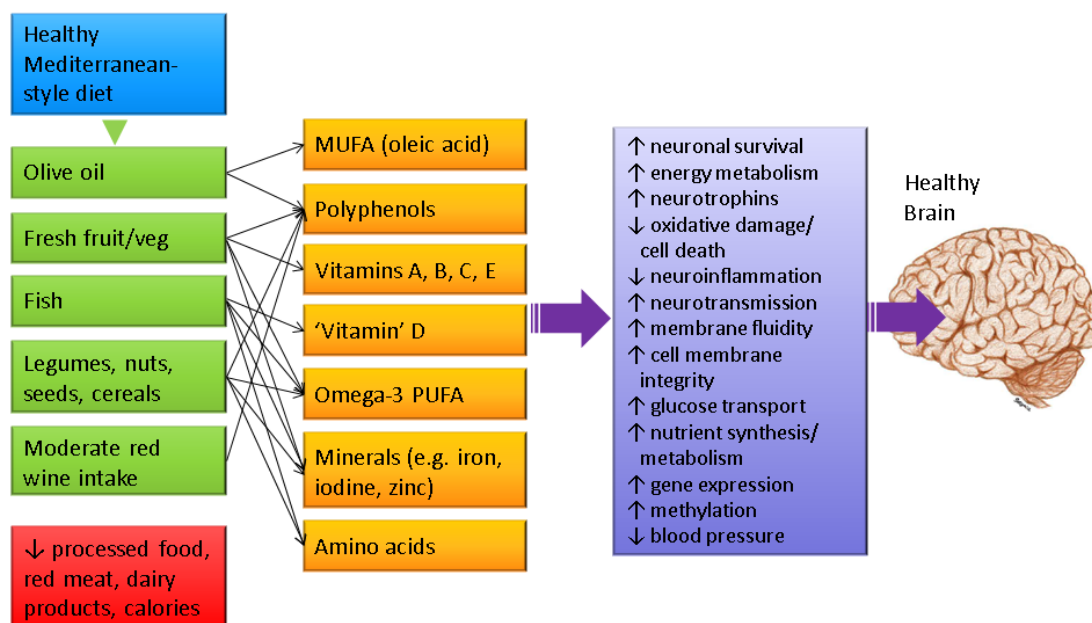 Healthy
Mediterranean-
style diet
Olive oil
Fresh fruit/veg
Fish
Legumes, nuts,
seeds, cereals
Moderate red
wine intake
↓ processed food,
red meat, dairy
products, calories
MUFA (oleic acid)
Polyphenols
Vitamins A, B, C, E
‘Vitamin’ D
Omega-3 PUFA
Minerals (e.g. iron,
iodine, zinc)
Amino acids
↑ neuronal survival
↑ energy metabolism
↑ neurotrophins
↓ oxidative damage/
cell death
↓ neuroinflammation
↑ neurotransmission
↑ membrane fluidity
↑ cell membrane
integrity
↑ glucose transport
↑ nutrient synthesis/
metabolism
↑ gene expression
↑ methylation
↓ blood pressure
Healthy
Brain